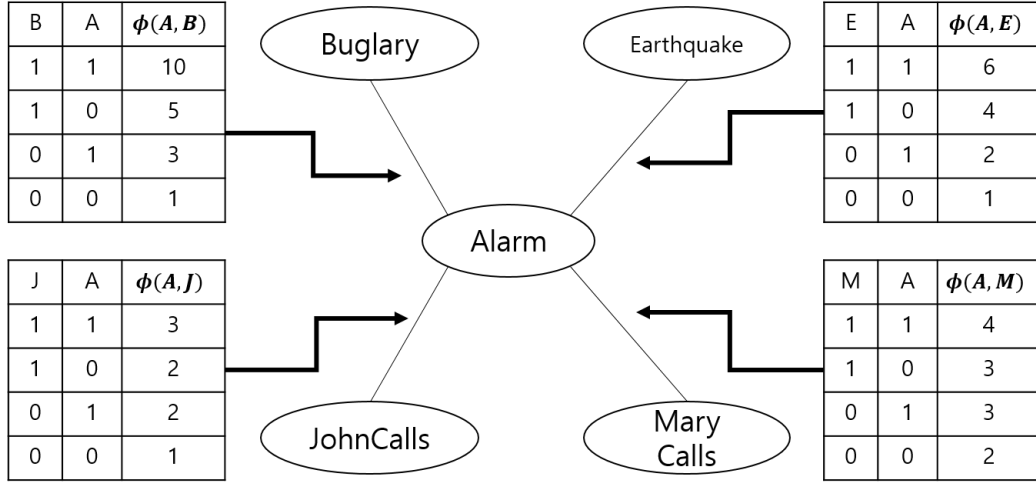 B A ϕ(A, B)
1 1 10
1 0 5
0 1 3
0 0 1
Buglary
Earthquake
E A ϕ(A, E)
1 1 6
1 0 4
0 1 2
0 0 1
Alarm
J A ϕ(A, J)
1 1 3
1 0 2
0 1 2
0 0 1
JohnCalls
Mary
Calls
M A ϕ(A, M)
1 1 4
1 0 3
0 1 3
0 0 2